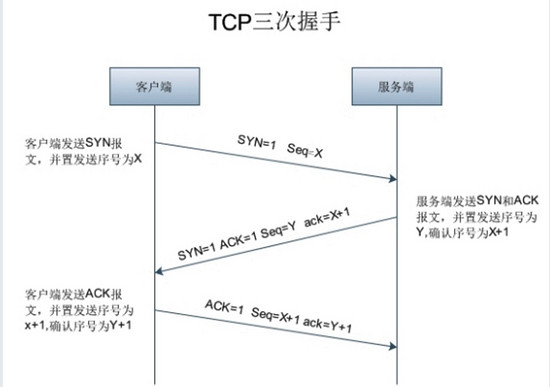 TCP三次握手
客户端
服务端
客户端发送SYN报
文，并置发送序号为X
SYN=1 Seq=X
服务端发送SYN和ACK
报文，并置发送序号为
Y,确认序号为X+1
SYN=1 ACK=1 Seq=Y ack=X+1
客户端发送ACK报
文，并置发送序号为
x+1,确认序号为Y+1
ACK=1 Seq=X+1 ack=Y+1